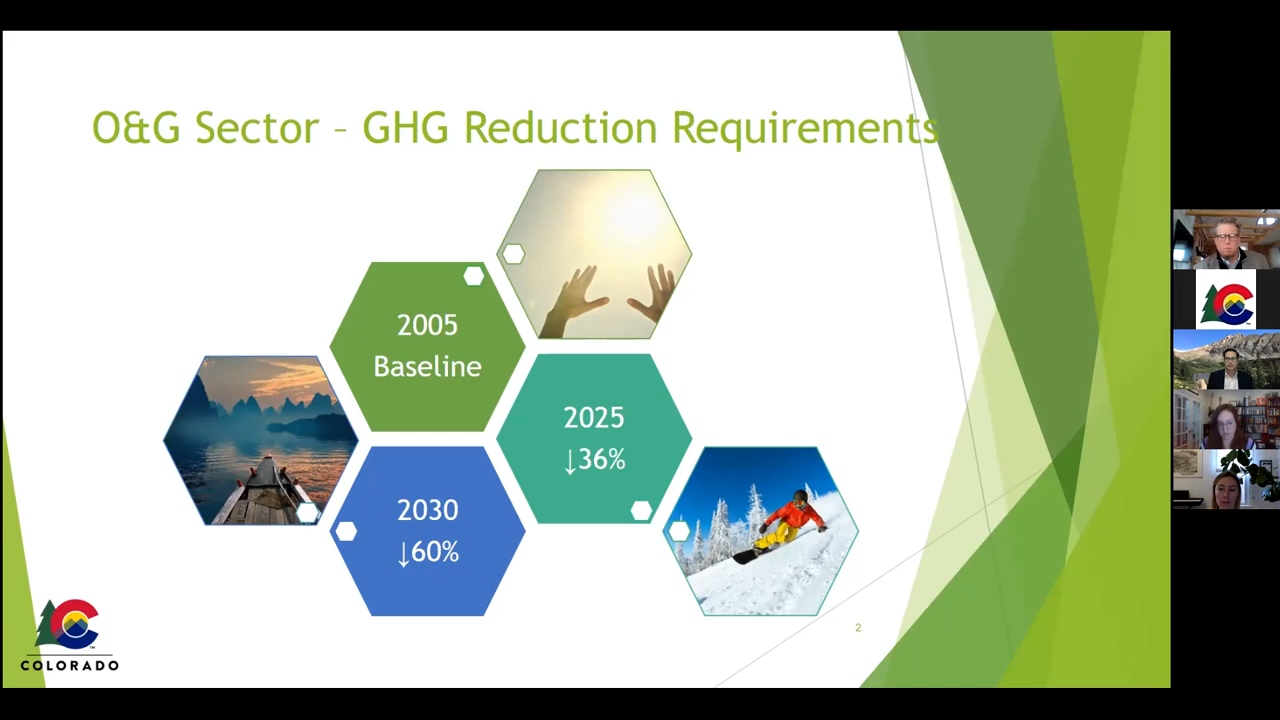 O&G Sector – GHG Reduction Requirements
2005
Baseline
2025
↓36%
2030
↓60%
2
COLORADO